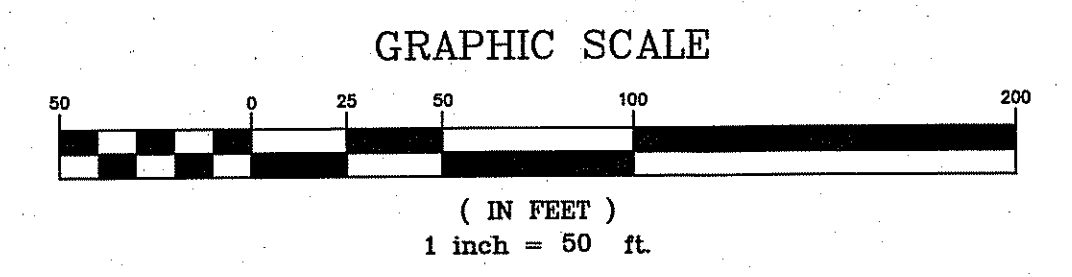 GRAPHIC SCALE
50 0 25 50 100 200
( IN FEET )
1 inch = 50 ft.